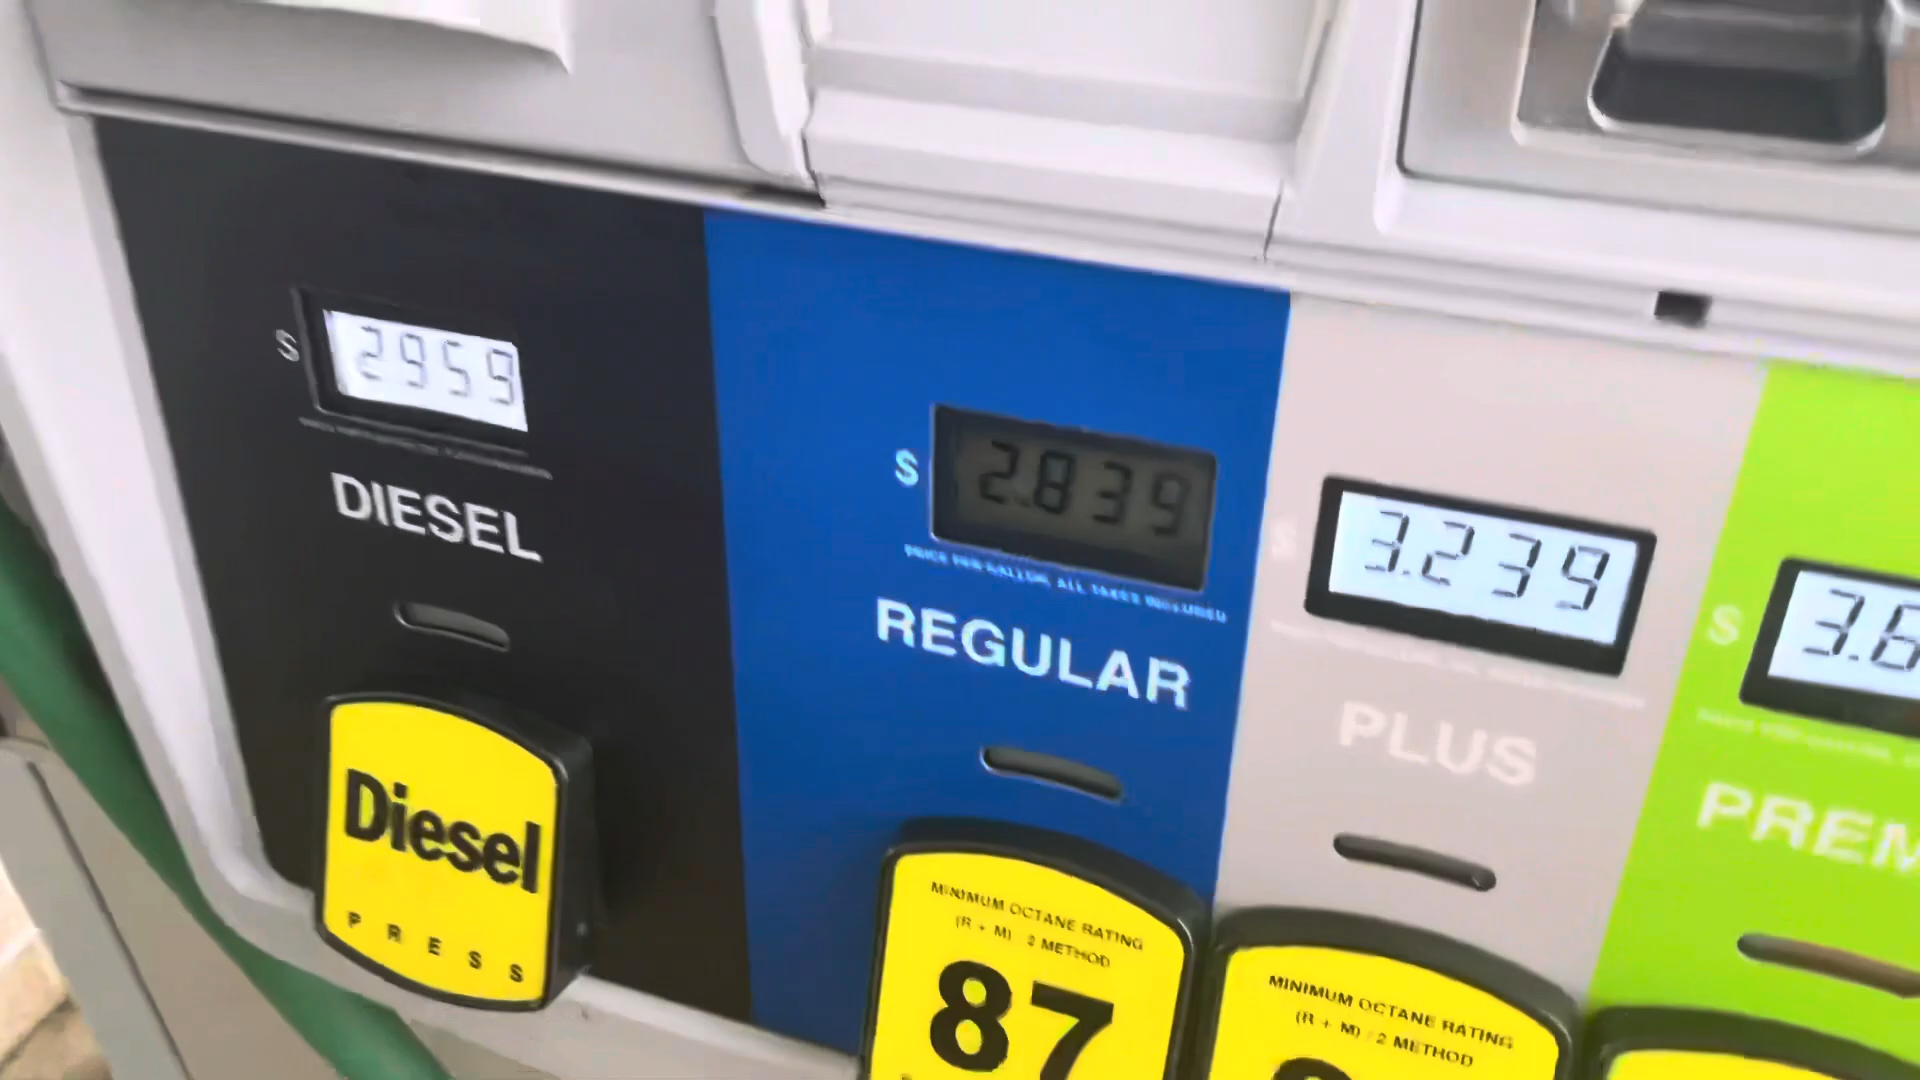 $ 2959
DIESEL
Diesel
PRESS
$ 2.839
PRICE PER GALLON, ALL TAXES INCLUDED
REGULAR
MINIMUM OCTANE RATING
(R + M) / 2 METHOD
87
$ 3.239
PLUS
MINIMUM OCTANE RATING
(R + M) / 2 METHOD
$ 3.6
PREM